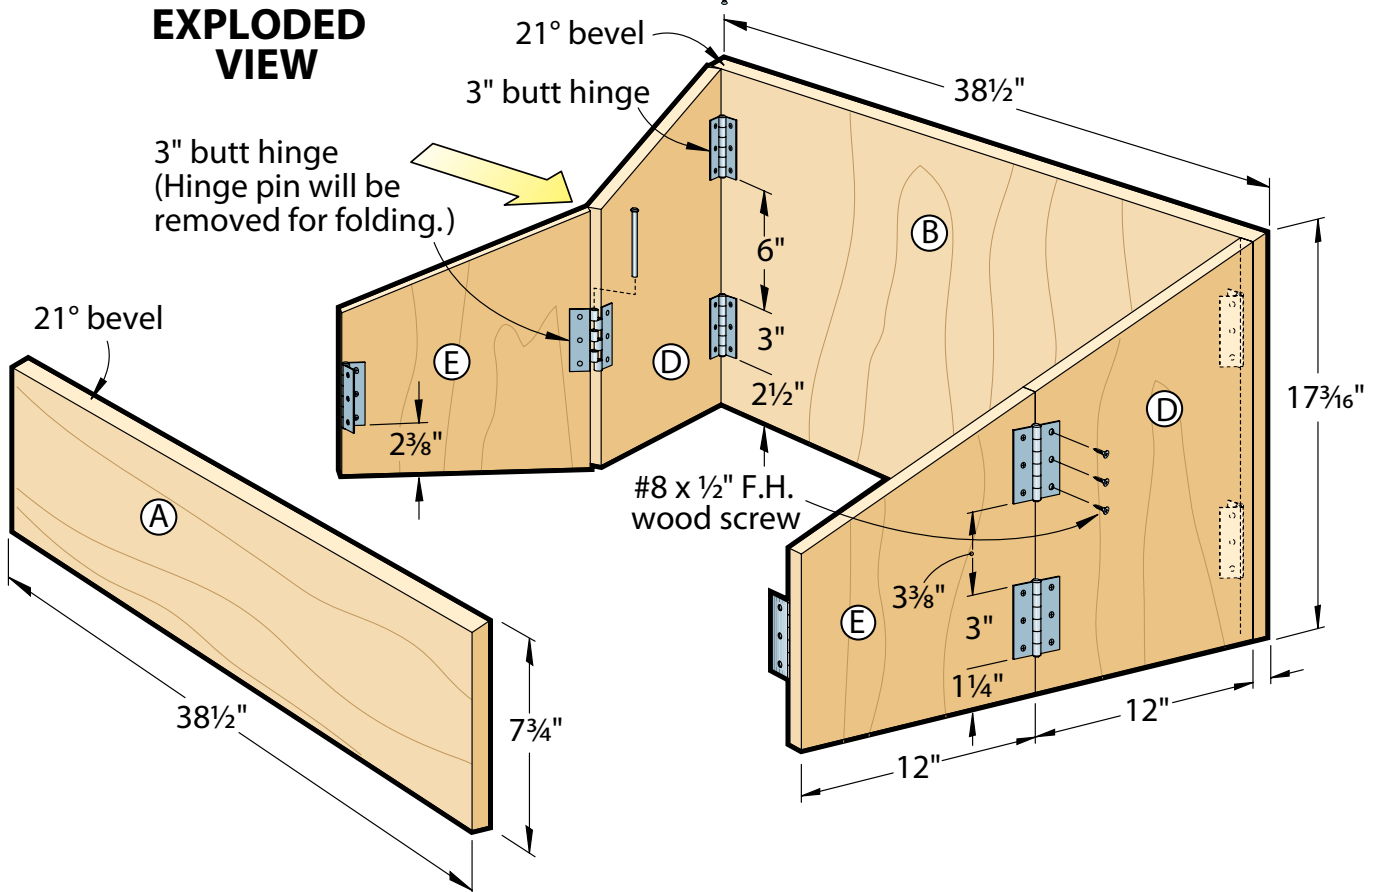 EXPLODED
VIEW
21° bevel
3" butt hinge
38½"
3" butt hinge
(Hinge pin will be
removed for folding.)
B
6"
3"
2½"
21° bevel
E
D
2⅜"
17³⁄₁₆"
D
#8 x ½" F.H.
wood screw
A
3⅜"
3"
1¼"
E
38½"
7¾"
12"
12"